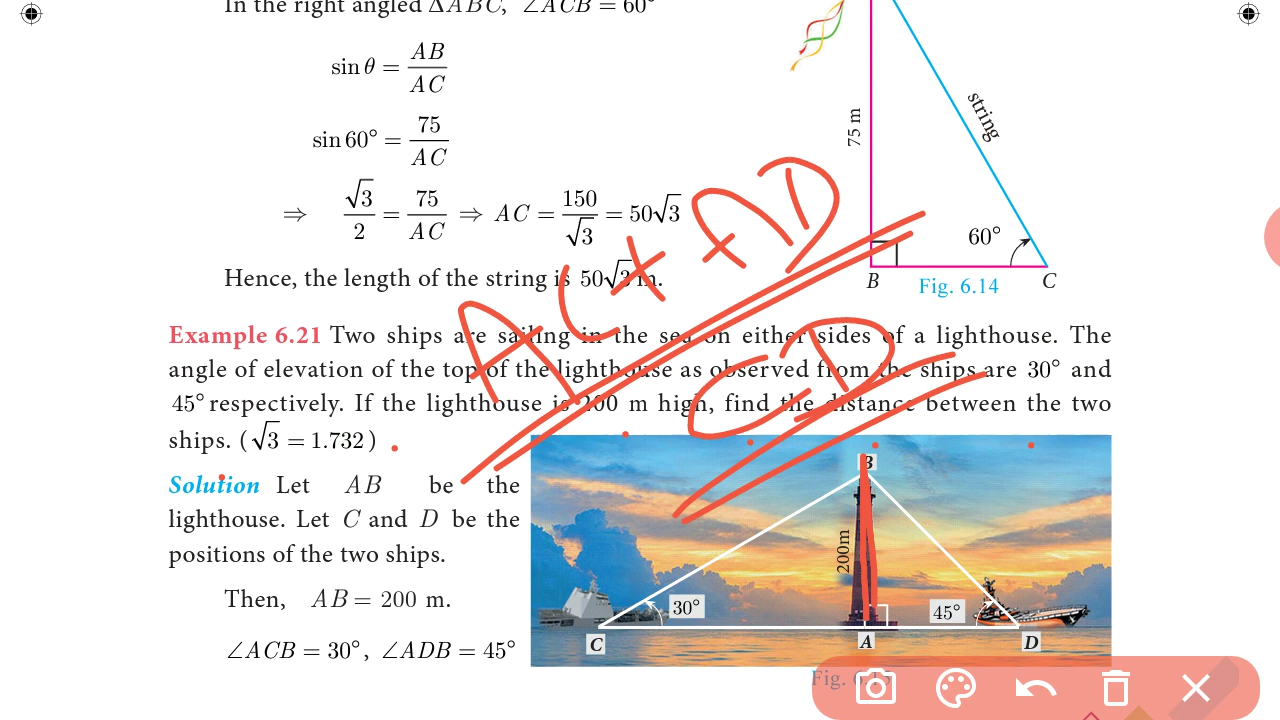 In the right angled ΔABC, ∠ACB = 60°
sin θ = AB/AC
sin 60° = 75/AC
⇒ √3/2 = 75/AC ⇒ AC = 150/√3 = 50√3
Hence, the length of the string is 50√3 m.
75 m
string
60°
B
C
Fig. 6.14
AC + AD
CD
Example 6.21 Two ships are sailing in the sea on either sides of a lighthouse. The
angle of elevation of the top of the lighthouse as observed from the ships are 30° and
45° respectively. If the lighthouse is 200 m high, find the distance between the two
ships. (√3 = 1.732)
Solution Let AB be the
lighthouse. Let C and D be the
positions of the two ships.
Then, AB = 200 m.
∠ACB = 30°, ∠ADB = 45°
B
200m
30°
45°
C
A
D
Fig. 6.15